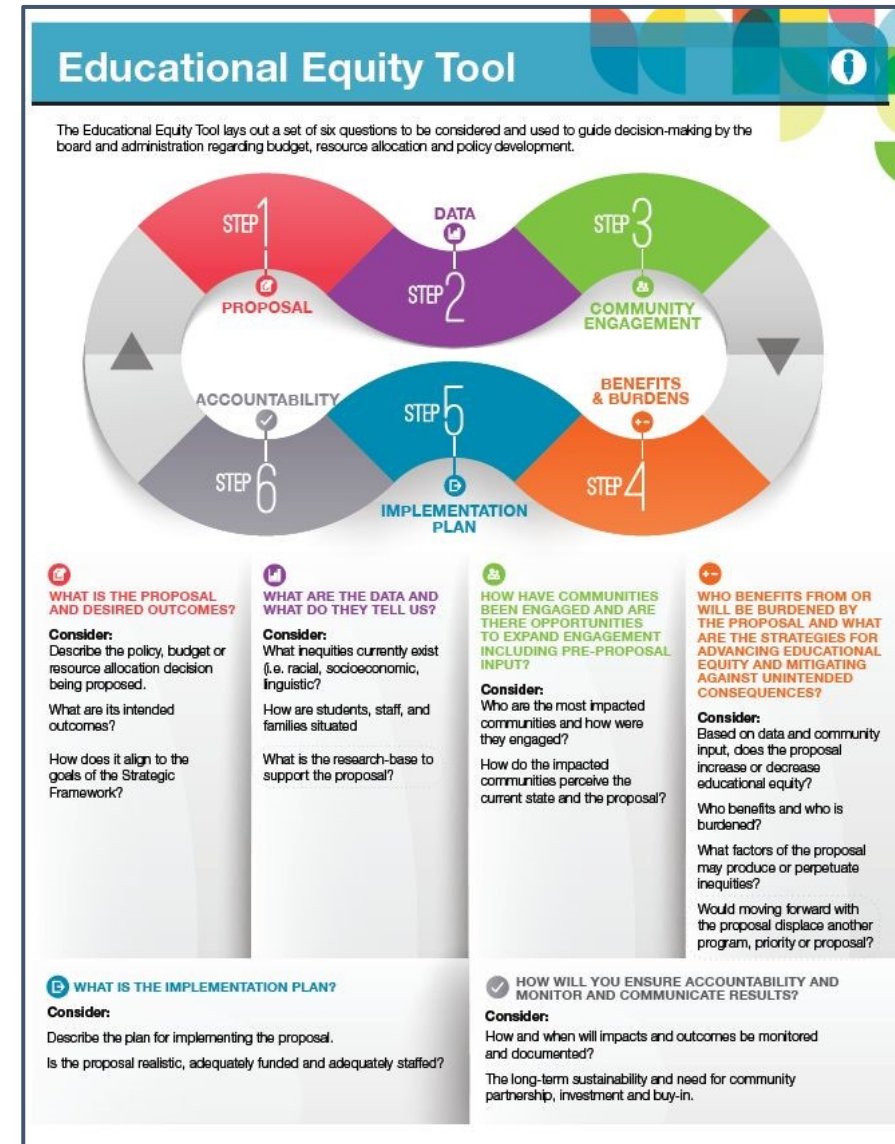 Educational Equity Tool
The Educational Equity Tool lays out a set of six questions to be considered and used to guide decision-making by the
board and administration regarding budget, resource allocation and policy development.
STEP 1
PROPOSAL
DATA
STEP 2
STEP 3
COMMUNITY
ENGAGEMENT
ACCOUNTABILITY
STEP 6
STEP 5
IMPLEMENTATION
PLAN
BENEFITS
& BURDENS
STEP 4
WHAT IS THE PROPOSAL
AND DESIRED OUTCOMES?
Consider:
Describe the policy, budget or
resource allocation decision
being proposed.
What are its intended
outcomes?
How does it align to the
goals of the Strategic
Framework?
WHAT ARE THE DATA AND
WHAT DO THEY TELL US?
Consider:
What inequities currently exist
(i.e. racial, socioeconomic,
linguistic?
How are students, staff, and
families situated
What is the research-base to
support the proposal?
HOW HAVE COMMUNITIES
BEEN ENGAGED AND ARE
THERE OPPORTUNITIES
TO EXPAND ENGAGEMENT
INCLUDING PRE-PROPOSAL
INPUT?
Consider:
Who are the most impacted
communities and how were
they engaged?
How do the impacted
communities perceive the
current state and the proposal?
WHO BENEFITS FROM OR
WILL BE BURDENED BY
THE PROPOSAL AND WHAT
ARE THE STRATEGIES FOR
ADVANCING EDUCATIONAL
EQUITY AND MITIGATING
AGAINST UNINTENDED
CONSEQUENCES?
Consider:
Based on data and community
input, does the proposal
increase or decrease
educational equity?
Who benefits and who is
burdened?
What factors of the proposal
may produce or perpetuate
inequities?
Would moving forward with
the proposal displace another
program, priority or proposal?
WHAT IS THE IMPLEMENTATION PLAN?
Consider:
Describe the plan for implementing the proposal.
Is the proposal realistic, adequately funded and adequately staffed?
HOW WILL YOU ENSURE ACCOUNTABILITY AND
MONITOR AND COMMUNICATE RESULTS?
Consider:
How and when will impacts and outcomes be monitored
and documented?
The long-term sustainability and need for community
partnership, investment and buy-in.